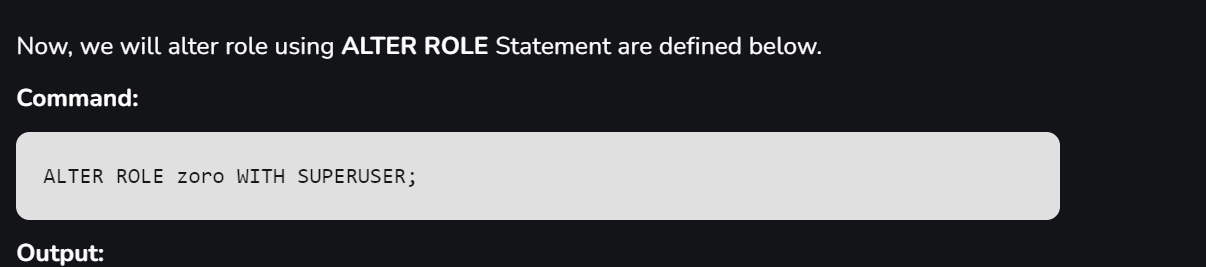 Now, we will alter role using ALTER ROLE Statement are defined below.
Command:
ALTER ROLE zoro WITH SUPERUSER;
Output: